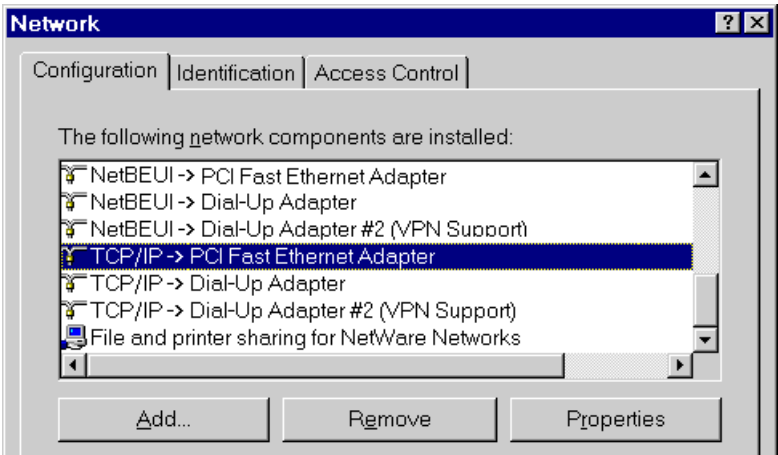 Network
Configuration Identification Access Control
The following network components are installed:
NetBEUI -> PCI Fast Ethernet Adapter
NetBEUI -> Dial-Up Adapter
NetBEUI -> Dial-Up Adapter #2 (VPN Support)
TCP/IP -> PCI Fast Ethernet Adapter
TCP/IP -> Dial-Up Adapter
TCP/IP -> Dial-Up Adapter #2 (VPN Support)
File and printer sharing for NetWare Networks
Add... Remove Properties